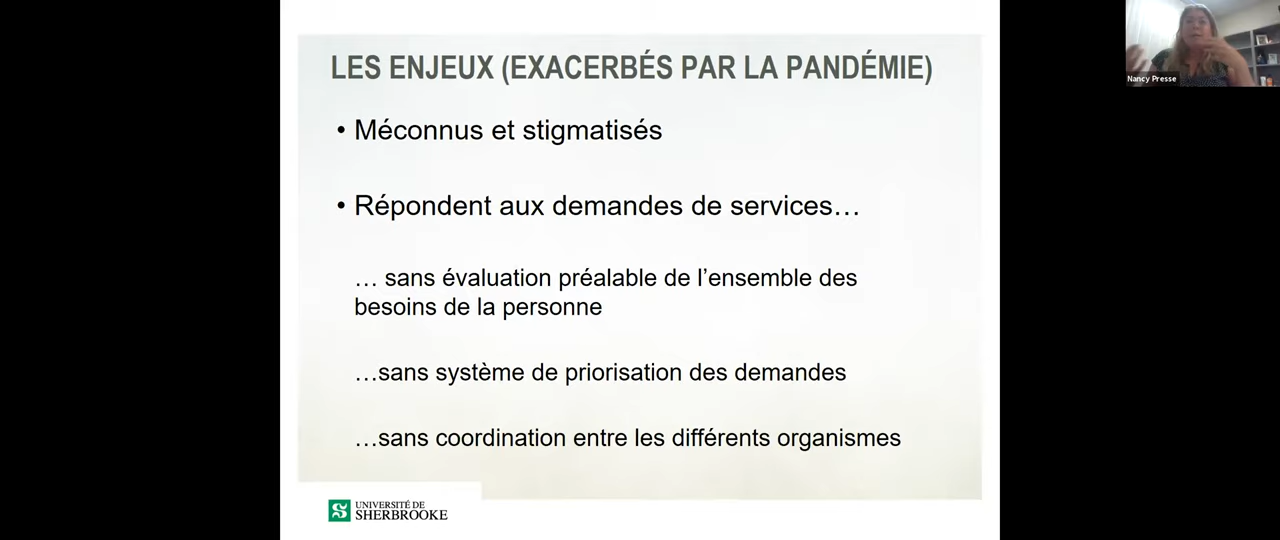 LES ENJEUX (EXACERBÉS PAR LA PANDÉMIE)
• Méconnus et stigmatisés
• Répondent aux demandes de services…
… sans évaluation préalable de l’ensemble des
besoins de la personne
…sans système de priorisation des demandes
…sans coordination entre les différents organismes
UNIVERSITÉ DE
SHERBROOKE
Nancy Presse